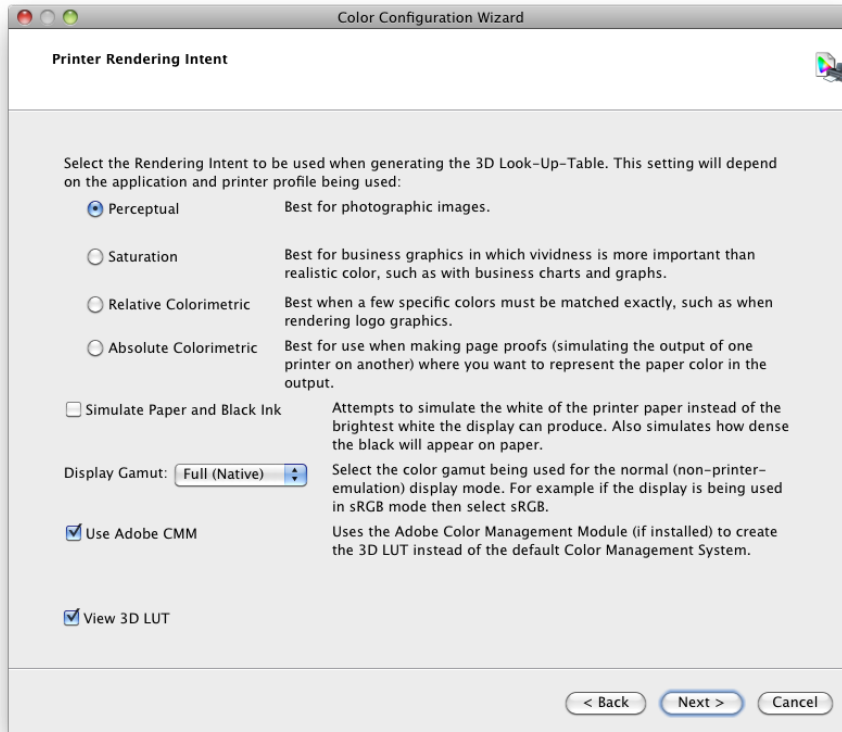 Color Configuration Wizard
Printer Rendering Intent
Select the Rendering Intent to be used when generating the 3D Look-Up-Table. This setting will depend
on the application and printer profile being used:
Perceptual Best for photographic images.
Saturation Best for business graphics in which vividness is more important than
realistic color, such as with business charts and graphs.
Relative Colorimetric Best when a few specific colors must be matched exactly, such as when
rendering logo graphics.
Absolute Colorimetric Best for use when making page proofs (simulating the output of one
printer on another) where you want to represent the paper color in the
output.
Simulate Paper and Black Ink Attempts to simulate the white of the printer paper instead of the
brightest white the display can produce. Also simulates how dense
the black will appear on paper.
Display Gamut: Full (Native) Select the color gamut being used for the normal (non-printer-
emulation) display mode. For example if the display is being used
in sRGB mode then select sRGB.
Use Adobe CMM Uses the Adobe Color Management Module (if installed) to create
the 3D LUT instead of the default Color Management System.
View 3D LUT
< Back Next > Cancel